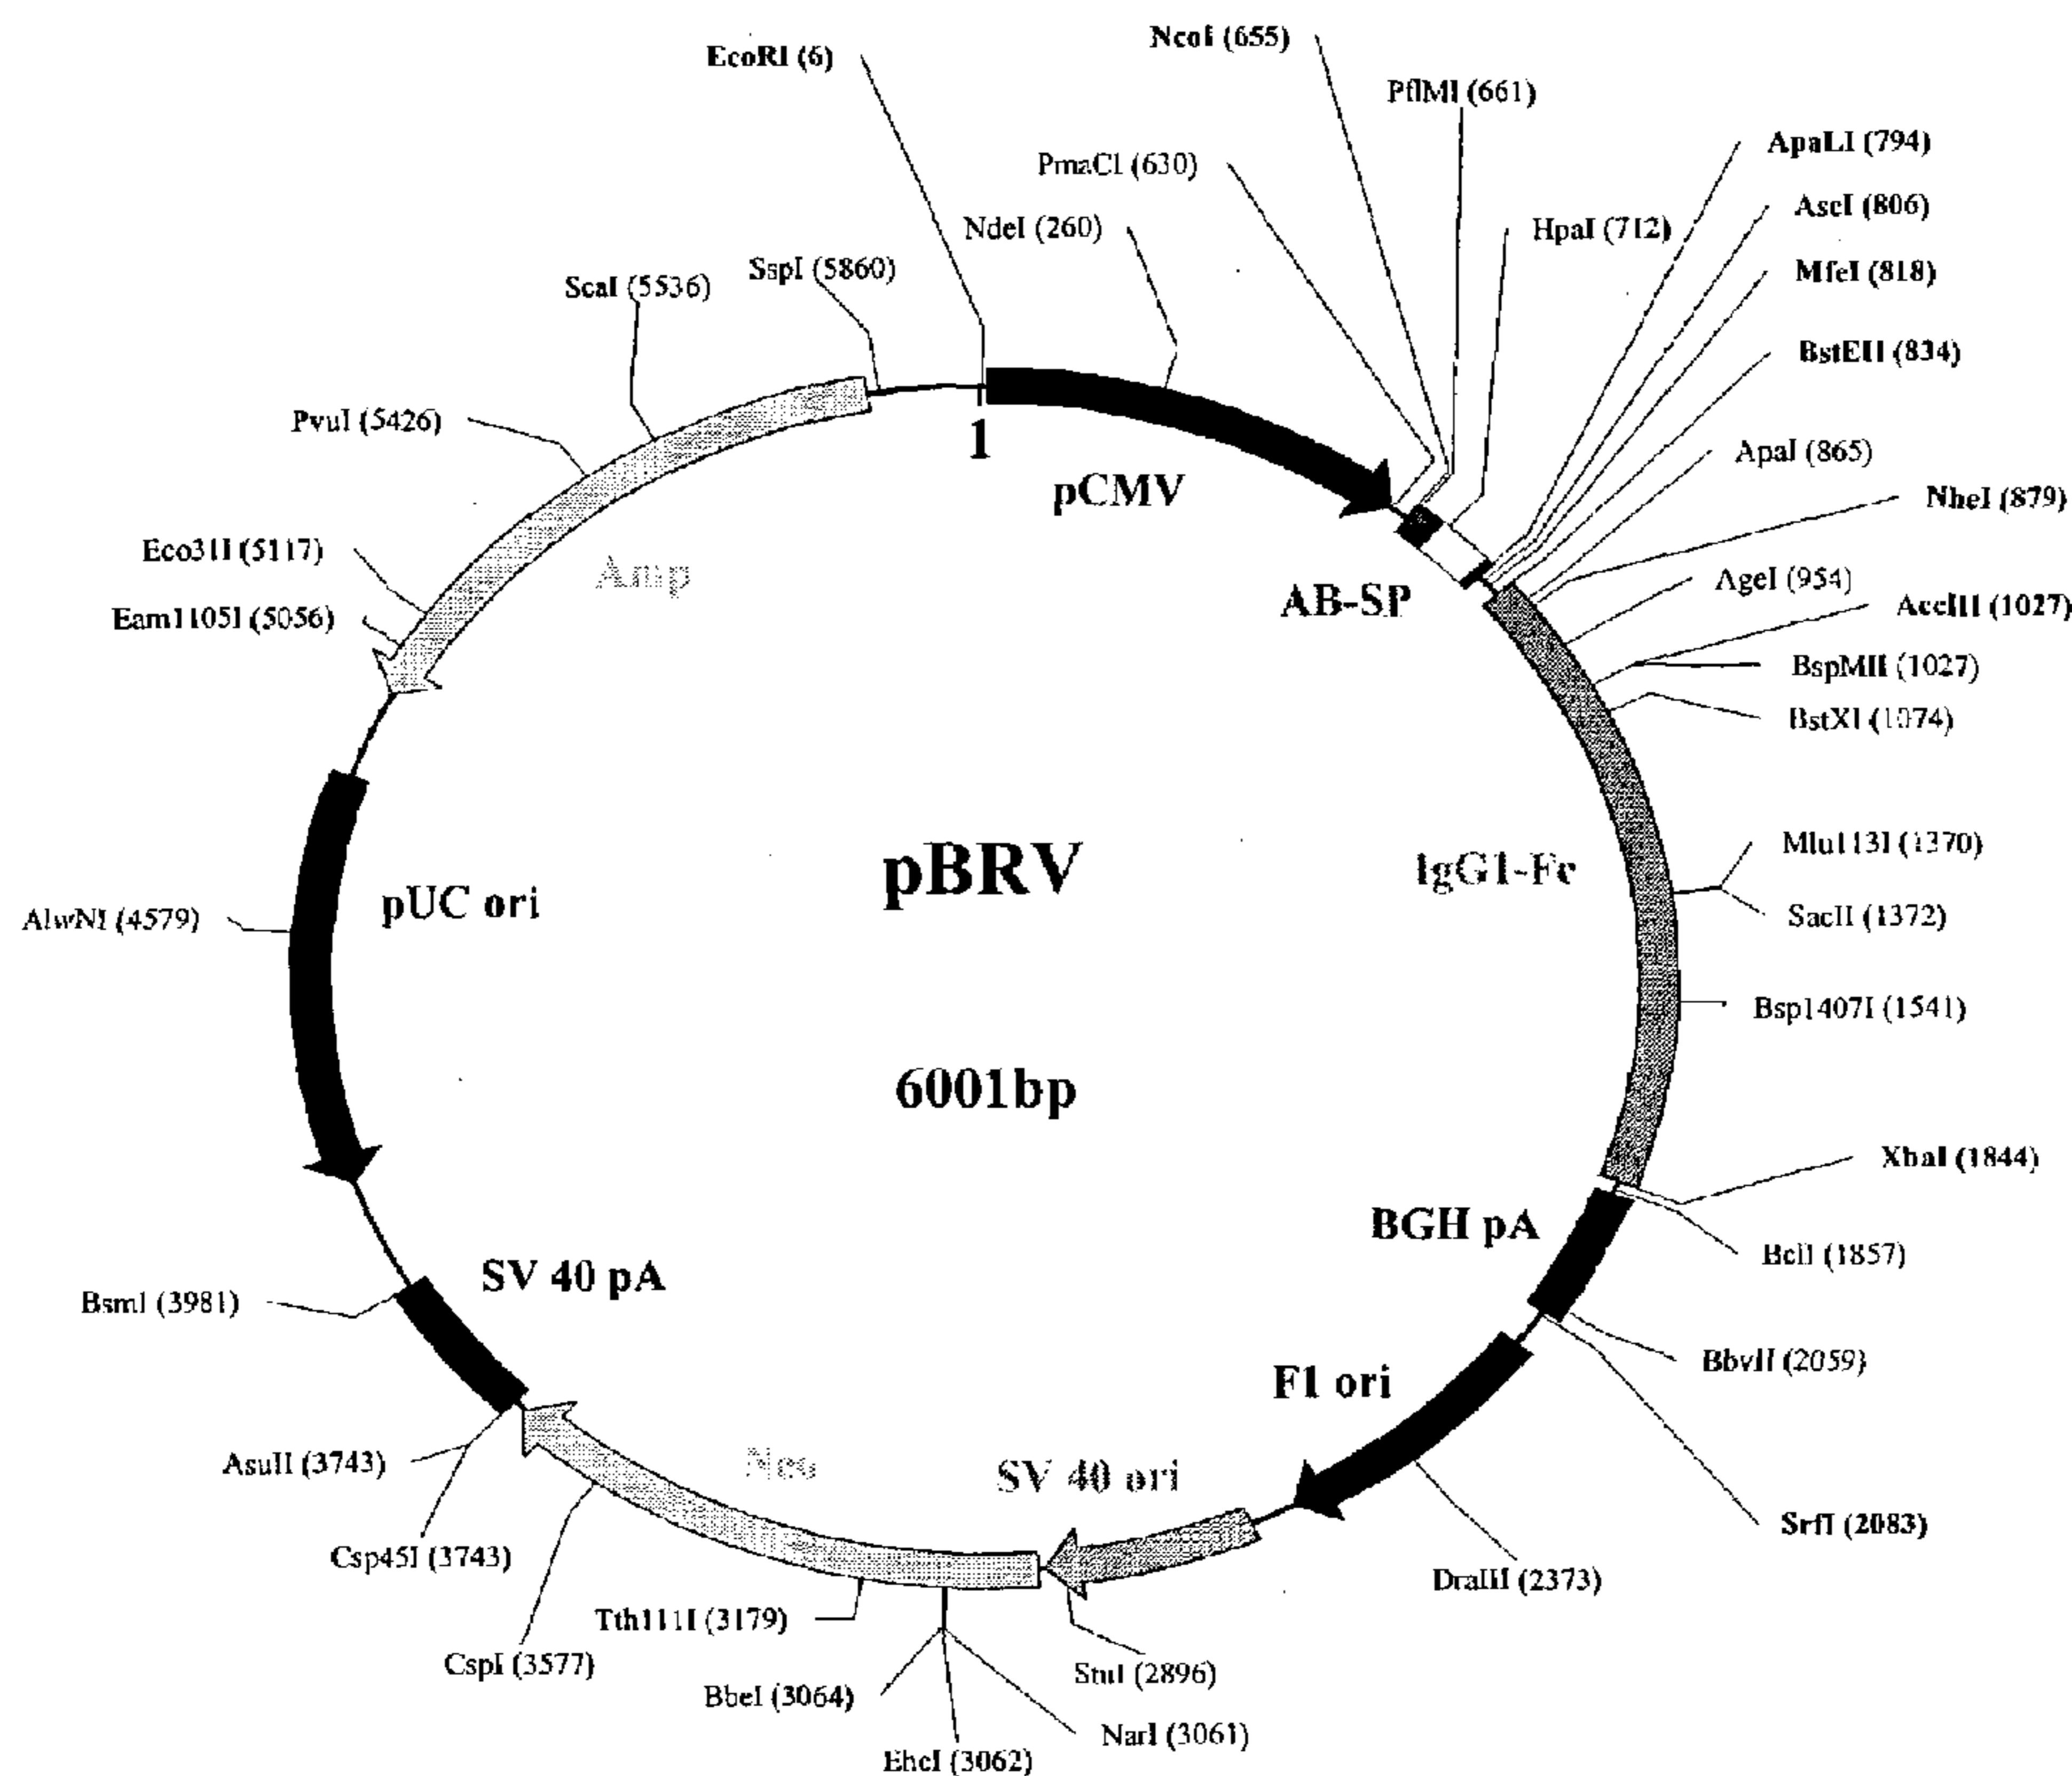 EcoRI (6)
NcoI (655)
PflMI (661)
PmaCI (630)
ApaLI (794)
AscI (806)
NdeI (260)
HpaI (712)
MfeI (818)
SspI (5860)
ScaI (5536)
BstEII (834)
PvuI (5426)
1
ApaI (865)
pCMV
NheI (879)
Eco31I (5117)
Amp
AgeI (954)
AB-SP
AccIII (1027)
Eam1105I (5056)
BspMII (1027)
BstXI (1074)
pBRV
IgG1-Fc
Mlu113I (1370)
pUC ori
AlwNI (4579)
SacII (1372)
Bsp1407I (1541)
6001bp
XbaI (1844)
BGH pA
BclI (1857)
SV 40 pA
BsmI (3981)
BbvII (2059)
F1 ori
AsuII (3743)
Neo
SV 40 ori
SrfI (2083)
Csp45I (3743)
DraIII (2373)
Tth111I (3179)
CspI (3577)
StuI (2896)
BbeI (3064)
NarI (3061)
EheI (3062)